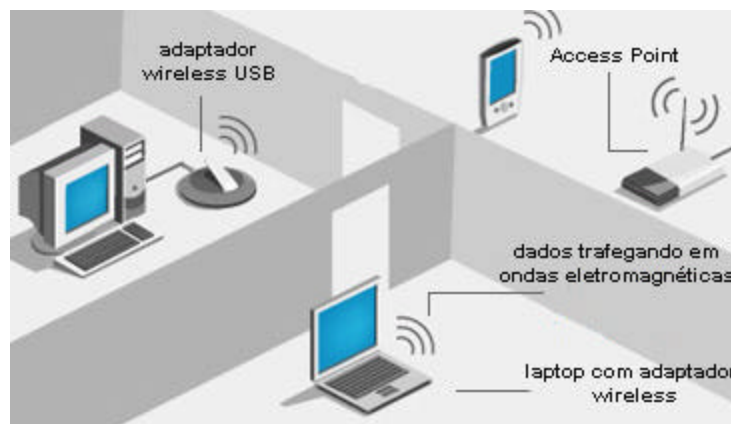 adaptador
wireless USB
Access Point
dados trafegando em
ondas eletromagnéticas
laptop com adaptador
wireless